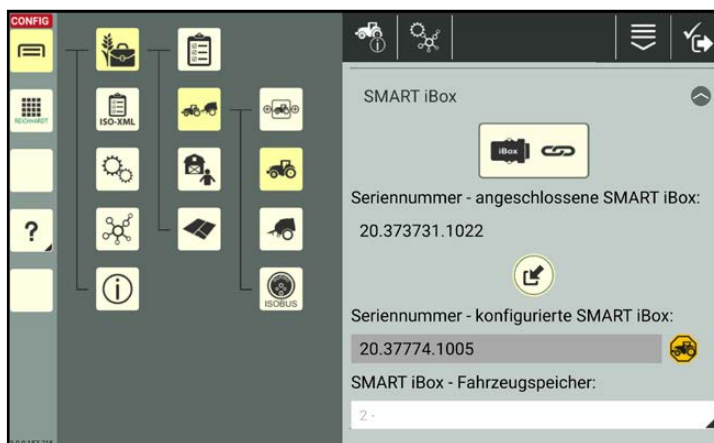 CONFIG
REICHHARDT
ISO-XML
?
ISOBUS
SMART iBox
iBox
Seriennummer - angeschlossene SMART iBox:
20.373731.1022
Seriennummer - konfigurierte SMART iBox:
20.37774.1005
SMART iBox - Fahrzeugspeicher:
2 -